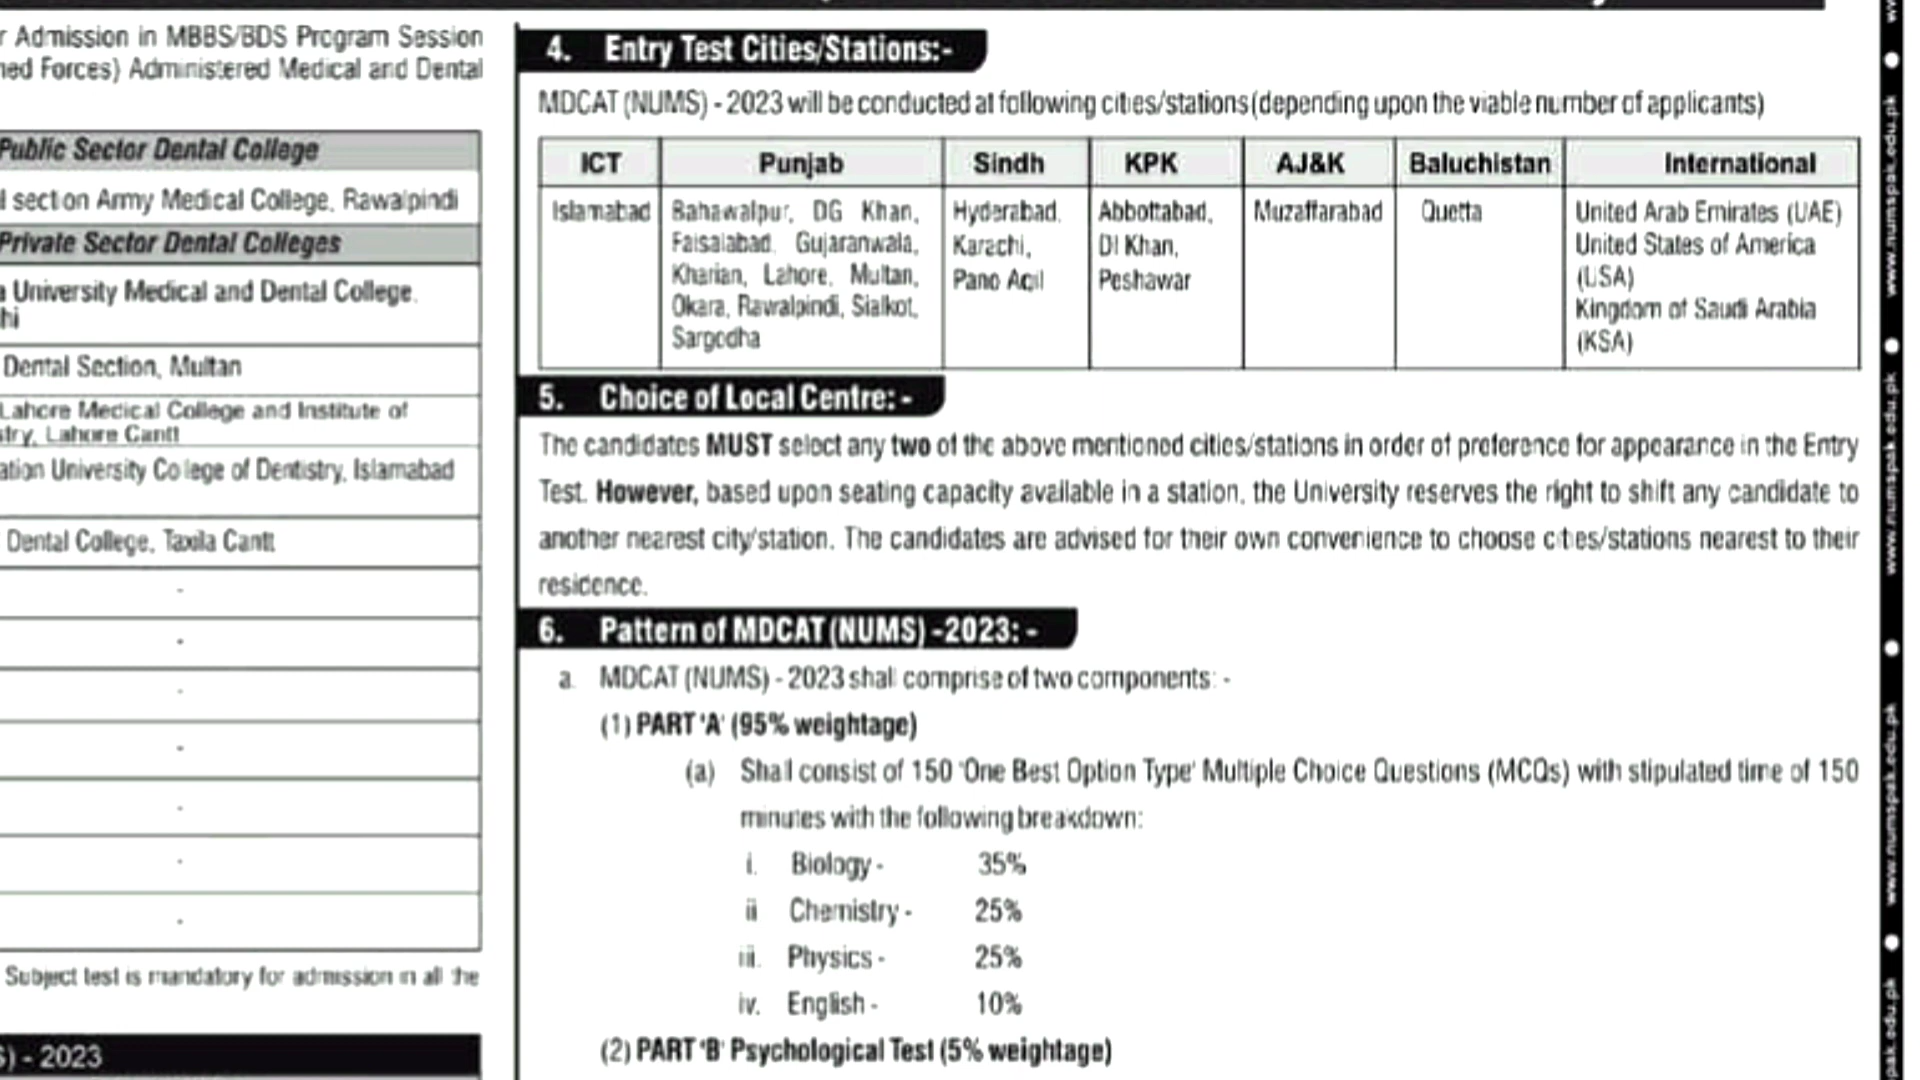 r Admission in MBBS/BDS Program Session
ned Forces) Administered Medical and Dental
Public Sector Dental College
l section Army Medical College, Rawalpindi
Private Sector Dental Colleges
a University Medical and Dental College,
hi
Dental Section, Multan
Lahore Medical College and Institute of
stry, Lahore Cantt
ation University College of Dentistry, Islamabad
Dental College, Taxila Cantt
-
-
-
-
-
-
-
Subject test is mandatory for admission in all the
S) - 2023
4. Entry Test Cities/Stations:-
MDCAT (NUMS) - 2023 will be conducted at following cities/stations (depending upon the viable number of applicants)
ICT Punjab Sindh KPK AJ&K Baluchistan International
Islamabad
Bahawalpur, DG Khan,
Faisalabad, Gujaranwala,
Kharian, Lahore, Multan,
Okara, Rawalpindi, Sialkot,
Sargodha
Hyderabad,
Karachi,
Pano Aqil
Abbottabad,
DI Khan,
Peshawar
Muzaffarabad
Quetta
United Arab Emirates (UAE)
United States of America
(USA)
Kingdom of Saudi Arabia
(KSA)
5. Choice of Local Centre: -
The candidates MUST select any two of the above mentioned cities/stations in order of preference for appearance in the Entry
Test. However, based upon seating capacity available in a station, the University reserves the right to shift any candidate to
another nearest city/station. The candidates are advised for their own convenience to choose cities/stations nearest to their
residence.
6. Pattern of MDCAT (NUMS) -2023: -
a. MDCAT (NUMS) - 2023 shall comprise of two components: -
(1) PART 'A' (95% weightage)
(a) Shall consist of 150 'One Best Option Type' Multiple Choice Questions (MCQs) with stipulated time of 150
minutes with the following breakdown:
i. Biology - 35%
ii Chemistry - 25%
iii. Physics - 25%
iv. English - 10%
(2) PART 'B' Psychological Test (5% weightage)
www.numspak.edu.pk
www.numspak.edu.pk
www.numspak.edu.pk
pak.edu.pk